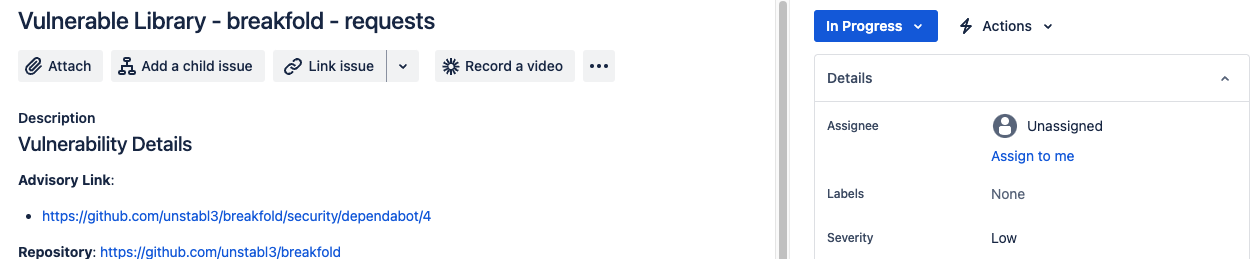 Vulnerable Library - breakfold - requests
Attach
Add a child issue
Link issue
Record a video
Description
Vulnerability Details
Advisory Link:
https://github.com/unstabl3/breakfold/security/dependabot/4
Repository: https://github.com/unstabl3/breakfold
In Progress
Actions
Details
Assignee
Unassigned
Assign to me
Labels
None
Severity
Low